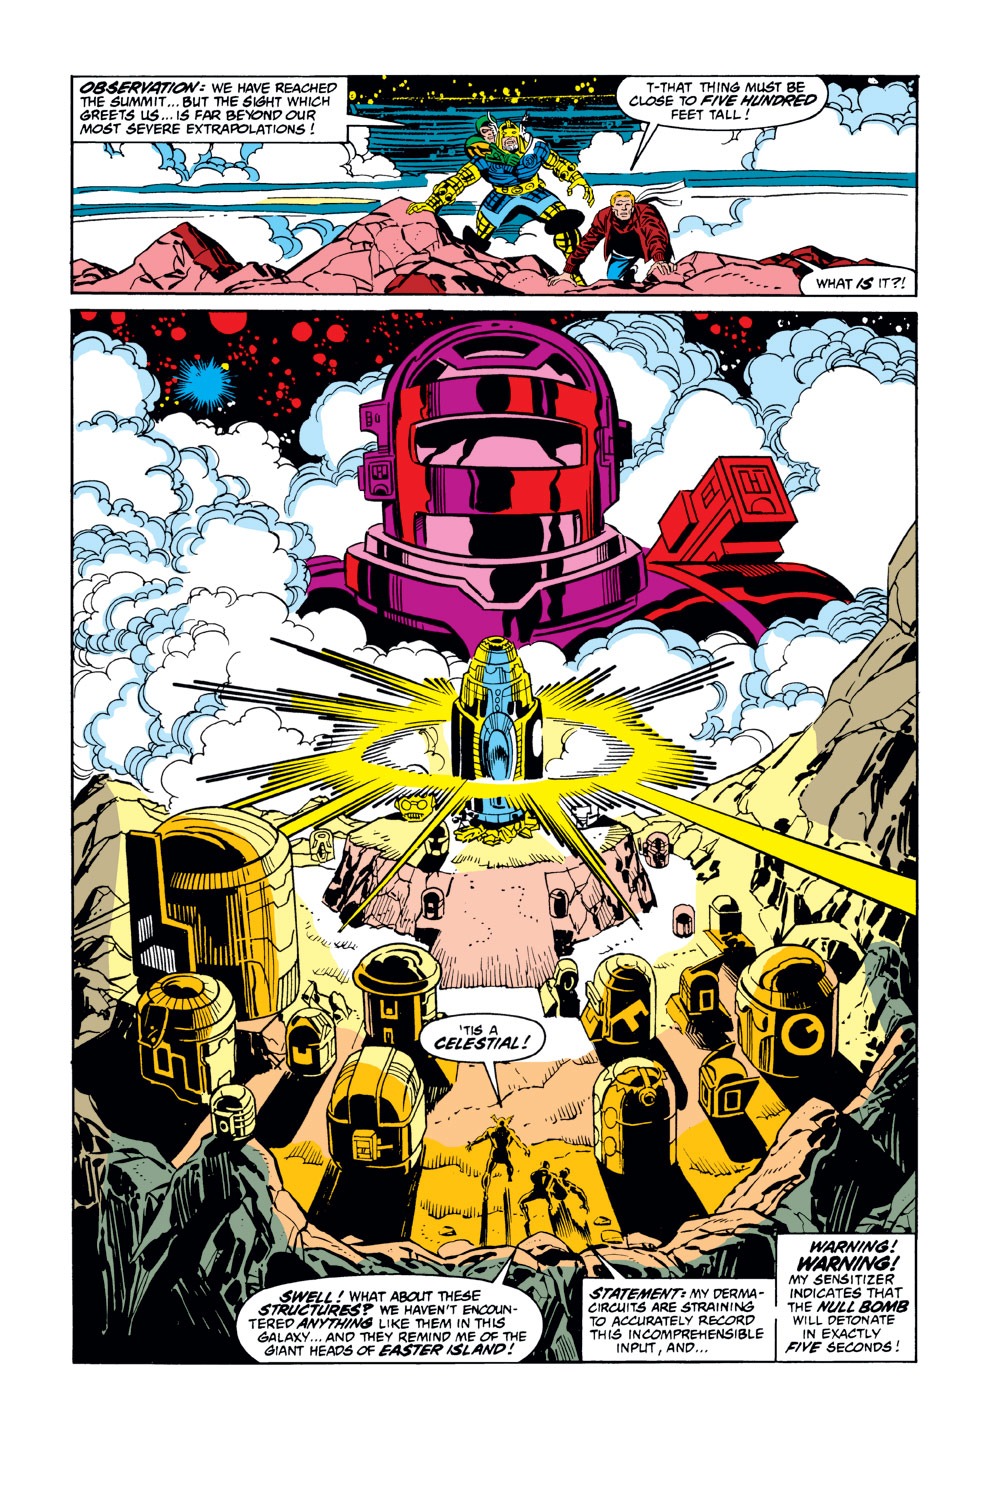 OBSERVATION: WE HAVE REACHED
THE SUMMIT... BUT THE SIGHT WHICH
GREETS US... IS FAR BEYOND OUR
MOST SEVERE EXTRAPOLATIONS!
T-THAT THING MUST BE
CLOSE TO FIVE HUNDRED
FEET TALL!
WHAT IS IT?!
'TIS A
CELESTIAL!
SWELL! WHAT ABOUT THESE
STRUCTURES? WE HAVEN'T ENCOUN-
TERED ANYTHING LIKE THEM IN THIS
GALAXY... AND THEY REMIND ME OF THE
GIANT HEADS OF EASTER ISLAND!
STATEMENT: MY DERMA-
CIRCUITS ARE STRAINING
TO ACCURATELY RECORD
THIS INCOMPREHENSIBLE
INPUT, AND...
WARNING!
WARNING!
MY SENSITIZER
INDICATES THAT
THE NULL BOMB
WILL DETONATE
IN EXACTLY
FIVE SECONDS!